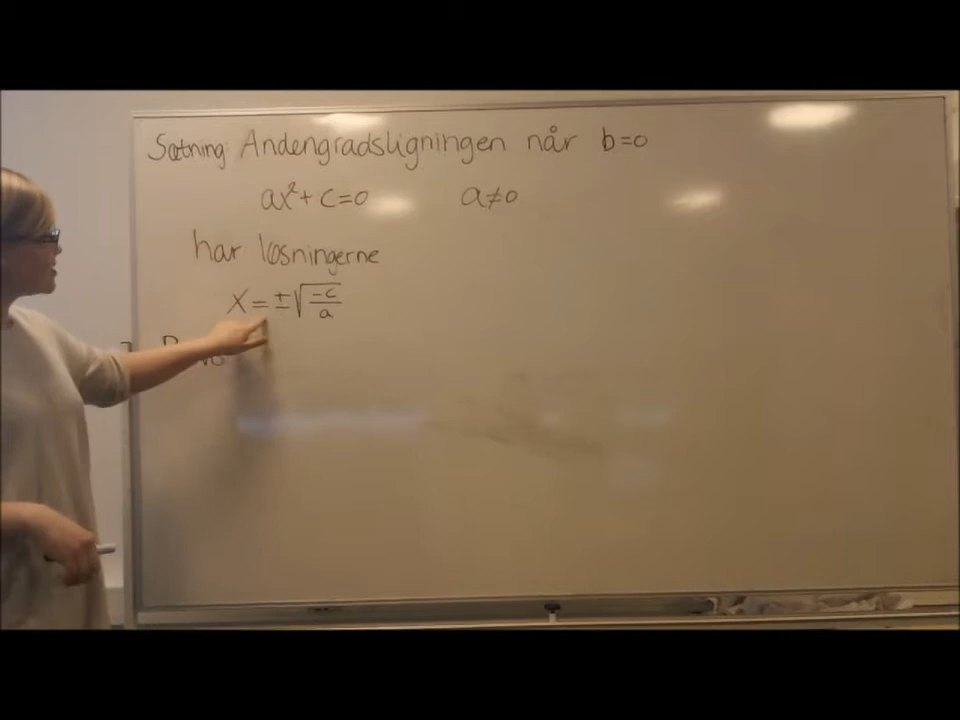 Sætning Andengradsligningen når b=0
ax²+c=0 a≠0
har løsningerne
x=±√(-c/a)